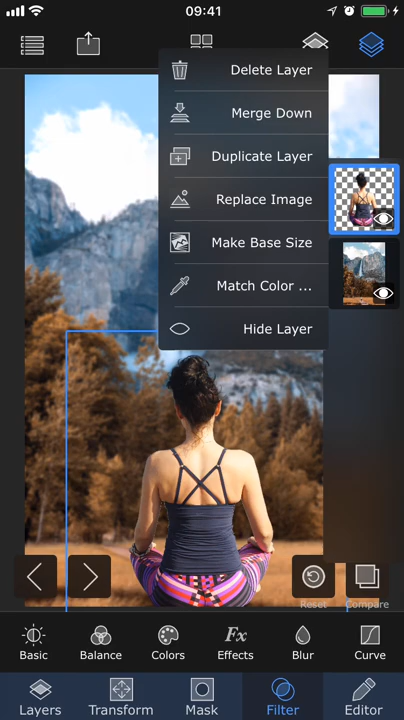 09:41
Delete Layer
Merge Down
Duplicate Layer
Replace Image
Make Base Size
Match Color ...
Hide Layer
Reset
Compare
Basic
Balance
Colors
Fx
Effects
Blur
Curve
Layers
Transform
Mask
Filter
Editor